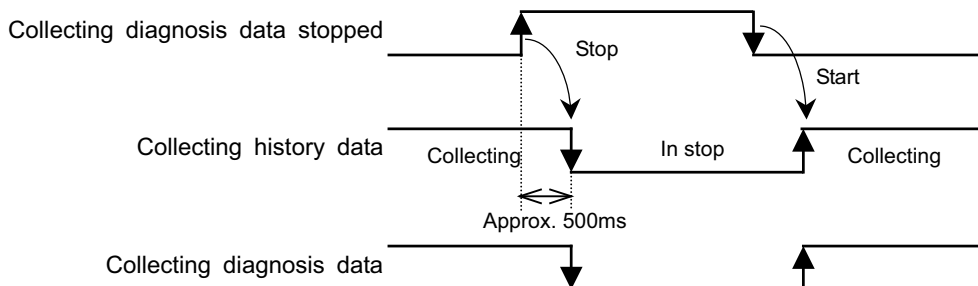 Collecting diagnosis data stopped
Stop
Start
Collecting history data
Collecting
In stop
Collecting
Approx. 500ms
Collecting diagnosis data